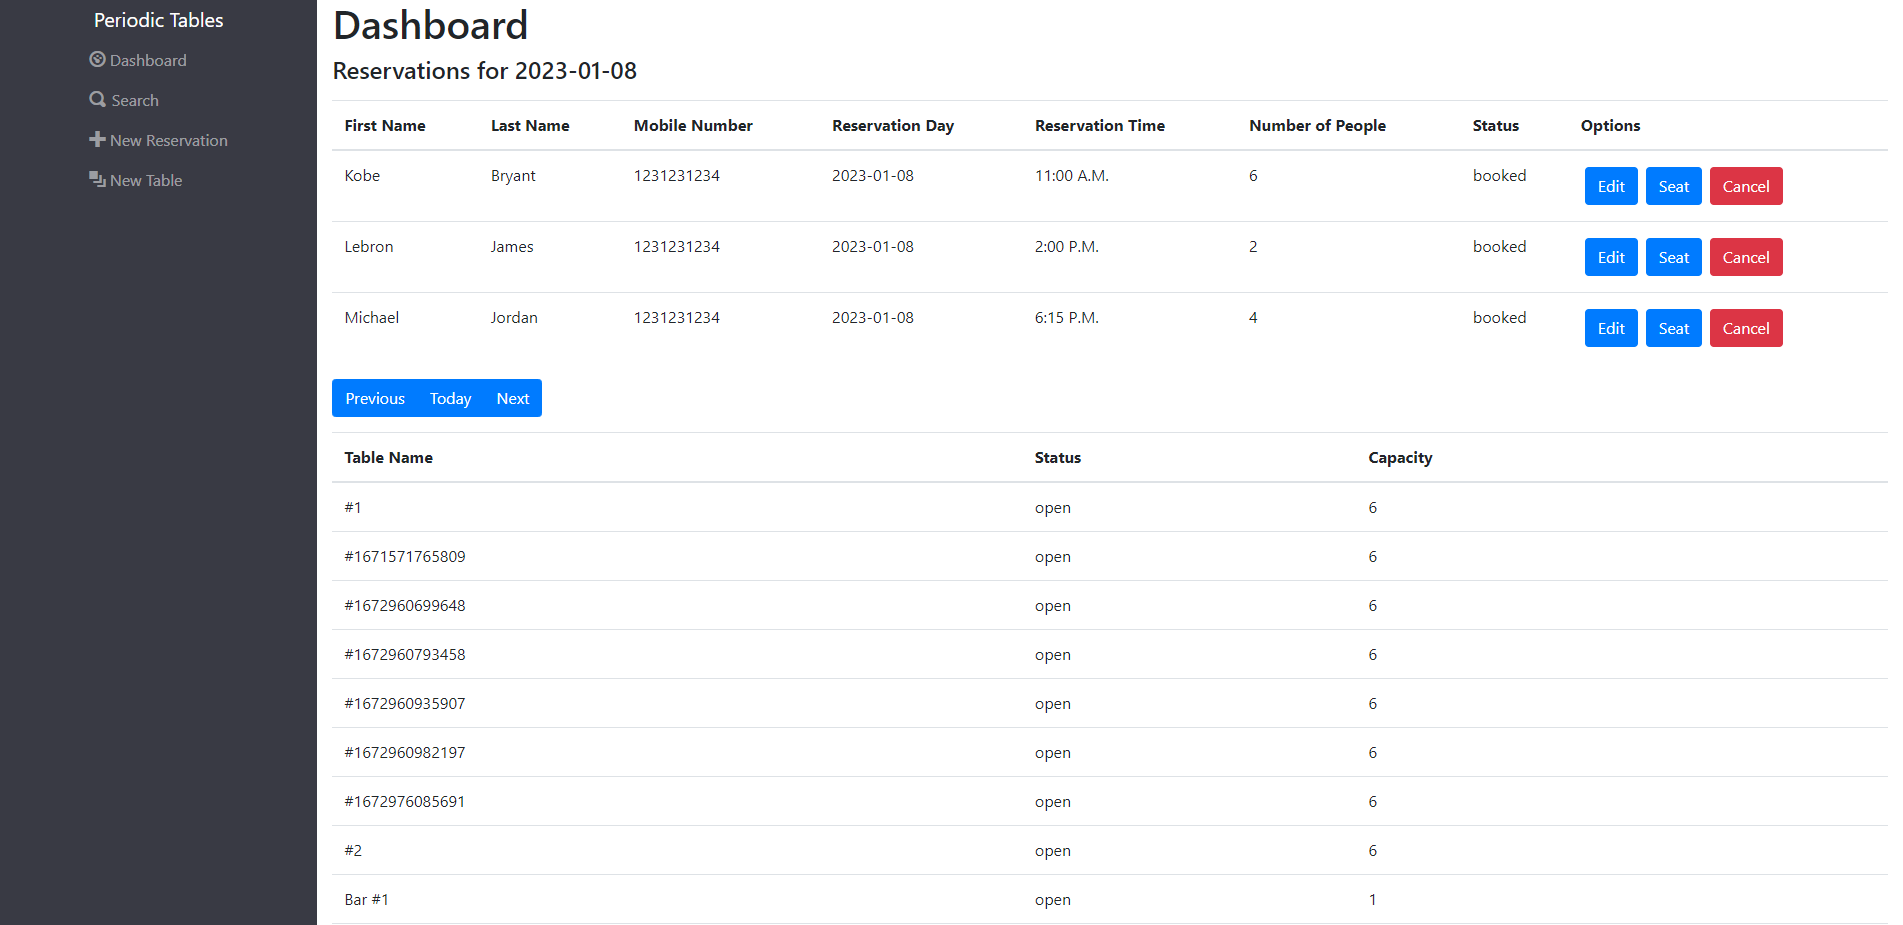 Periodic Tables
Dashboard
Search
New Reservation
New Table
Dashboard
Reservations for 2023-01-08
First Name Last Name Mobile Number Reservation Day Reservation Time Number of People Status Options
Kobe Bryant 1231231234 2023-01-08 11:00 A.M. 6 booked Edit Seat Cancel
Lebron James 1231231234 2023-01-08 2:00 P.M. 2 booked Edit Seat Cancel
Michael Jordan 1231231234 2023-01-08 6:15 P.M. 4 booked Edit Seat Cancel
Previous Today Next
Table Name Status Capacity
#1 open 6
#1671571765809 open 6
#1672960699648 open 6
#1672960793458 open 6
#1672960935907 open 6
#1672960982197 open 6
#1672976085691 open 6
#2 open 6
Bar #1 open 1